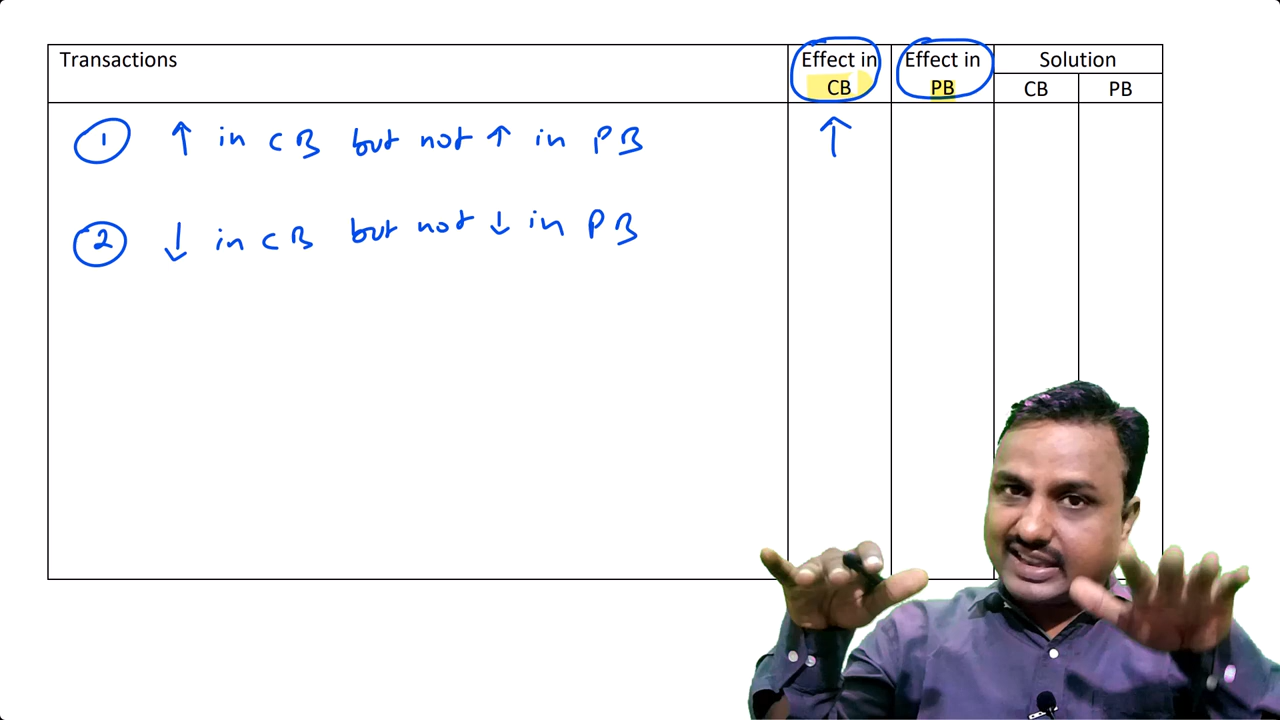 Transactions Effect in CB Effect in PB Solution
CB PB
1 ↑ in CB but not ↑ in PB ↑
2 ↓ in CB but not ↓ in PB